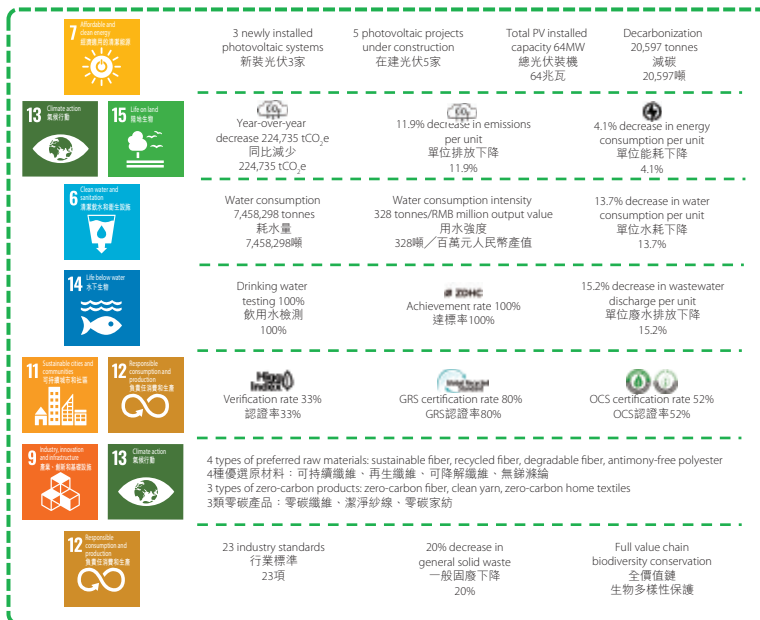 7 Affordable and
clean energy
經濟適用的清潔能源
3 newly installed
photovoltaic systems
新裝光伏3家
5 photovoltaic projects
under construction
在建光伏5家
Total PV installed
capacity 64MW
總光伏裝機
64兆瓦
Decarbonization
20,597 tonnes
減碳
20,597噸
13 Climate action
氣候行動
15 Life on land
陸地生物
CO₂
Year-over-year
decrease 224,735 tCO₂e
同比減少
224,735 tCO₂e
CO₂
11.9% decrease in emissions
per unit
單位排放下降
11.9%
4.1% decrease in energy
consumption per unit
單位能耗下降
4.1%
6 Clean water and
sanitation
清潔飲水和衛生設施
Water consumption
7,458,298 tonnes
耗水量
7,458,298噸
Water consumption intensity
328 tonnes/RMB million output value
用水強度
328噸／百萬元人民幣產值
13.7% decrease in water
consumption per unit
單位水耗下降
13.7%
14 Life below water
水下生物
Drinking water
testing 100%
飲用水檢測
100%
ZDHC
Achievement rate 100%
達標率100%
15.2% decrease in wastewater
discharge per unit
單位廢水排放下降
15.2%
11 Sustainable cities and
communities
可持續城市和社區
12 Responsible
consumption and
production
負責任消費和生產
Higg
Index
Verification rate 33%
認證率33%
Global Recycled
Standard
GRS certification rate 80%
GRS認證率80%
OCS certification rate 52%
OCS認證率52%
9 Industry, innovation
and infrastructure
產業、創新和基礎設施
13 Climate action
氣候行動
4 types of preferred raw materials: sustainable fiber, recycled fiber, degradable fiber, antimony-free polyester
4種優選原材料：可持續纖維、再生纖維、可降解纖維、無銻滌綸
3 types of zero-carbon products: zero-carbon fiber, clean yarn, zero-carbon home textiles
3類零碳產品：零碳纖維、潔淨紗線、零碳家紡
12 Responsible
consumption and
production
負責任消費和生產
23 industry standards
行業標準
23項
20% decrease in
general solid waste
一般固廢下降
20%
Full value chain
biodiversity conservation
全價值鏈
生物多樣性保護